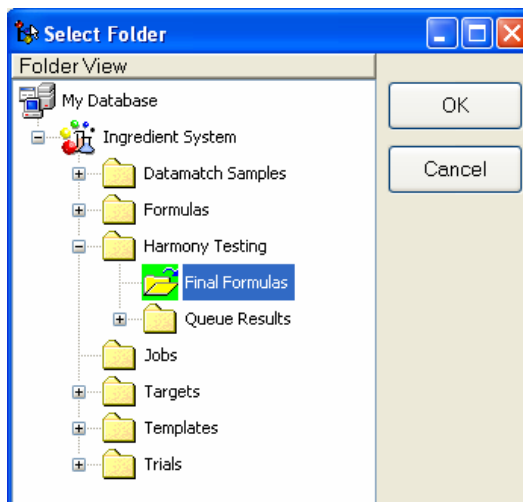 Select Folder
Folder View
My Database
OK
Ingredient System
Cancel
Datamatch Samples
Formulas
Harmony Testing
Final Formulas
Queue Results
Jobs
Targets
Templates
Trials